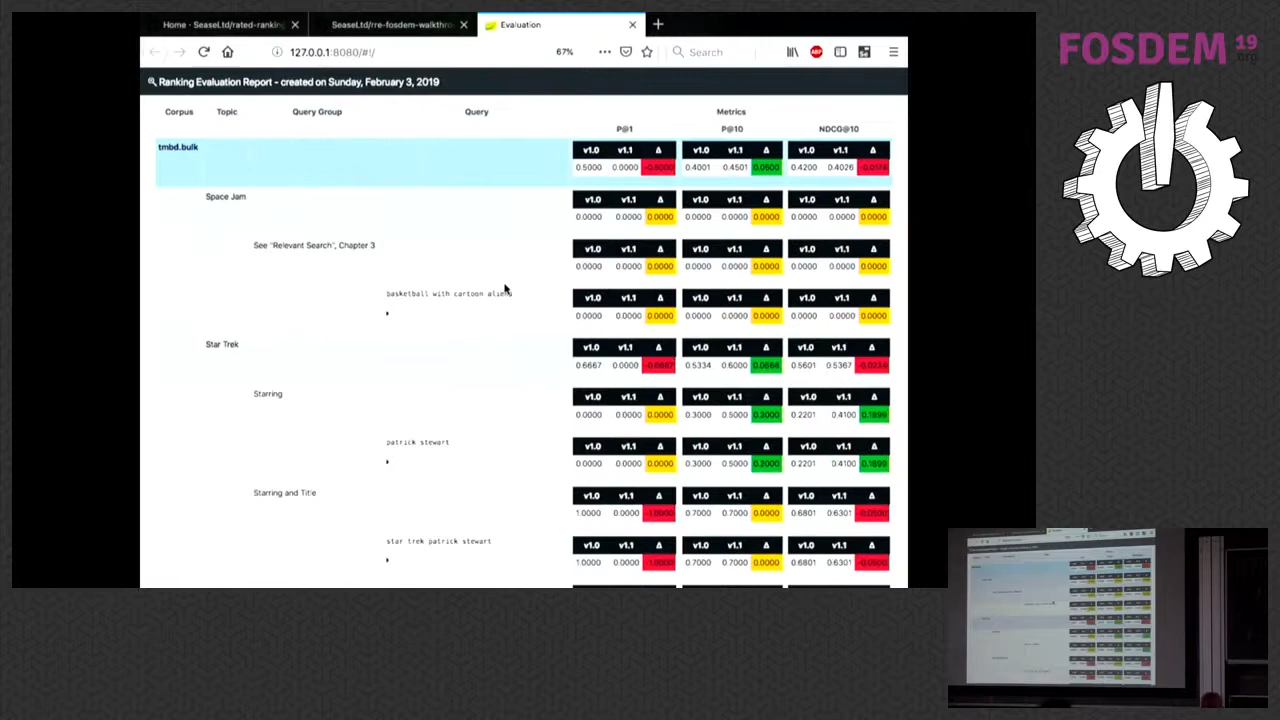 Home · SeaseLtd/rated-rankin
SeaseLtd/rre-fosdem-walkthro
Evaluation
127.0.0.1:8080/#!/
67%
Search
FOSDEM 19
.org
Ranking Evaluation Report - created on Sunday, February 3, 2019
Corpus Topic Query Group Query Metrics
P@1 P@10 NDCG@10
tmbd.bulk
v1.0 v1.1 Δ v1.0 v1.1 Δ v1.0 v1.1 Δ
0.5000 0.0000 -0.5000 0.4001 0.4501 0.0500 0.4200 0.4026 -0.0174
Space Jam
v1.0 v1.1 Δ v1.0 v1.1 Δ v1.0 v1.1 Δ
0.0000 0.0000 0.0000 0.0000 0.0000 0.0000 0.0000 0.0000 0.0000
See "Relevant Search", Chapter 3
v1.0 v1.1 Δ v1.0 v1.1 Δ v1.0 v1.1 Δ
0.0000 0.0000 0.0000 0.0000 0.0000 0.0000 0.0000 0.0000 0.0000
basketball with cartoon aliens
v1.0 v1.1 Δ v1.0 v1.1 Δ v1.0 v1.1 Δ
0.0000 0.0000 0.0000 0.0000 0.0000 0.0000 0.0000 0.0000 0.0000
Star Trek
v1.0 v1.1 Δ v1.0 v1.1 Δ v1.0 v1.1 Δ
0.6667 0.0000 -0.6667 0.5334 0.6000 0.0666 0.5601 0.5367 -0.0234
Starring
v1.0 v1.1 Δ v1.0 v1.1 Δ v1.0 v1.1 Δ
0.0000 0.0000 0.0000 0.3000 0.5000 0.2000 0.2201 0.4100 0.1899
patrick stewart
v1.0 v1.1 Δ v1.0 v1.1 Δ v1.0 v1.1 Δ
0.0000 0.0000 0.0000 0.3000 0.5000 0.2000 0.2201 0.4100 0.1899
Starring and Title
v1.0 v1.1 Δ v1.0 v1.1 Δ v1.0 v1.1 Δ
1.0000 0.0000 -1.0000 0.7000 0.7000 0.0000 0.6801 0.6301 -0.0500
star trek patrick stewart
v1.0 v1.1 Δ v1.0 v1.1 Δ v1.0 v1.1 Δ
1.0000 0.0000 -1.0000 0.7000 0.7000 0.0000 0.6801 0.6301 -0.0500